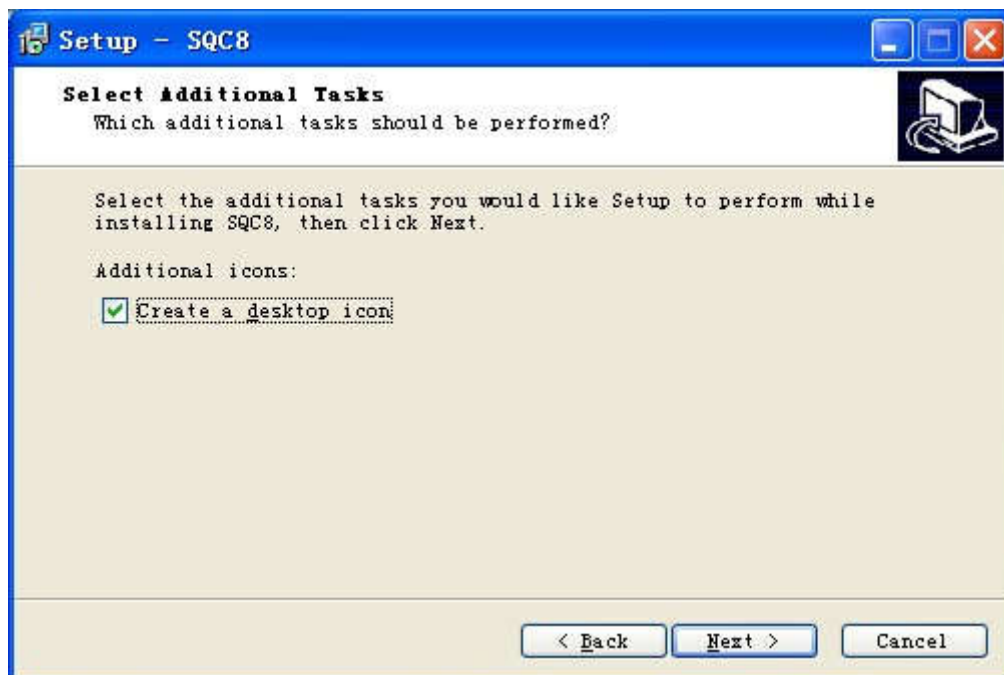 Setup - SQC8
Select Additional Tasks
Which additional tasks should be performed?
Select the additional tasks you would like Setup to perform while
installing SQC8, then click Next.
Additional icons:
Create a desktop icon
< Back
Next >
Cancel